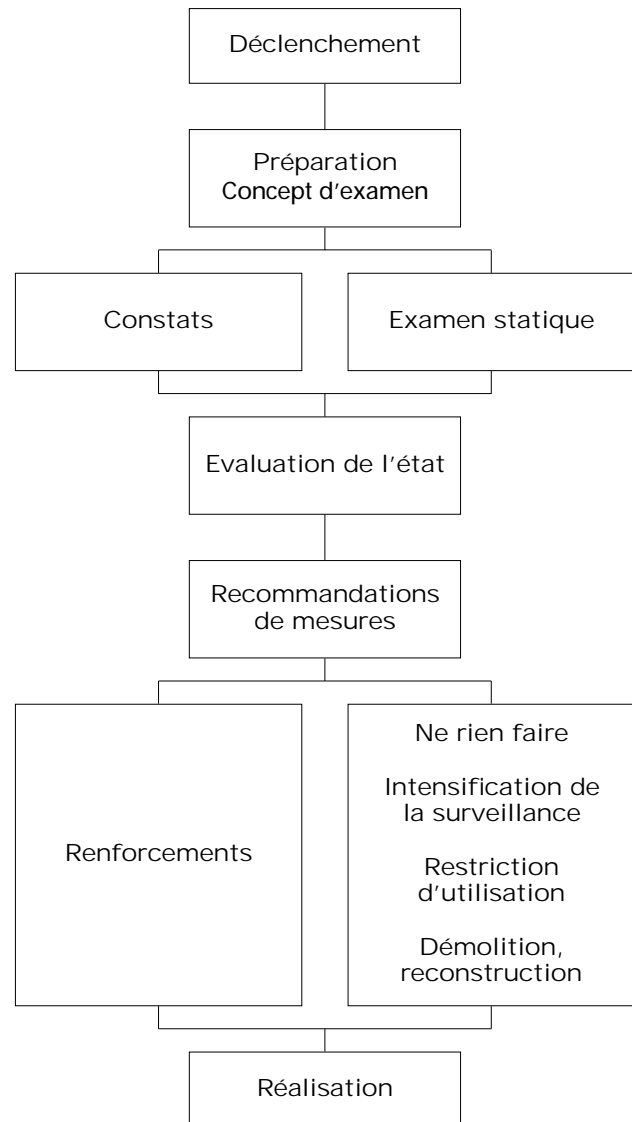 Déclenchement
Préparation
Concept d'examen
Constats
Examen statique
Evaluation de l'état
Recommandations
de mesures
Renforcements
Ne rien faire
Intensification de
la surveillance
Restriction
d'utilisation
Démolition,
reconstruction
Réalisation